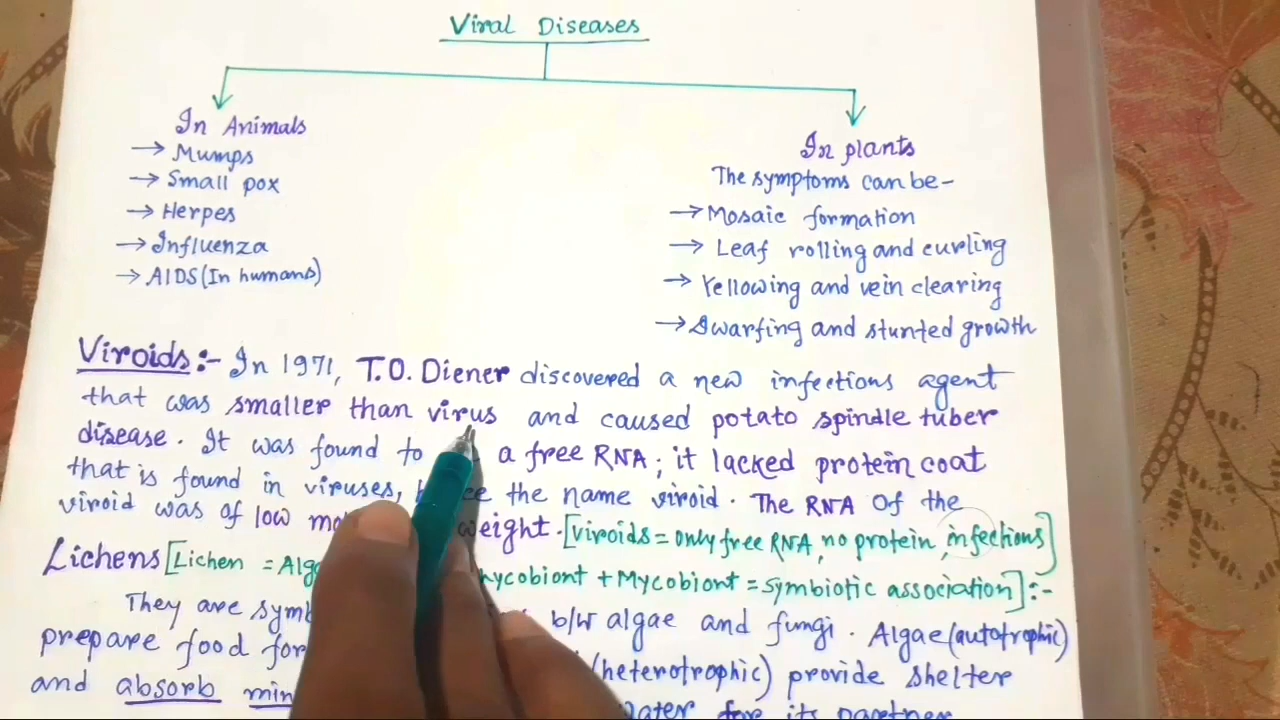 Viral Diseases
In Animals
→ Mumps
→ Small pox
→ Herpes
→ Influenza
→ AIDS (In humans)
In plants
The symptoms can be-
→ Mosaic formation
→ Leaf rolling and curling
→ Yellowing and vein clearing
→ Dwarfing and stunted growth
Viroids :- In 1971, T.O. Diener discovered a new infections agent
that was smaller than virus and caused potato spindle tuber
disease. It was found to a free RNA; it lacked protein coat
that is found in viruses, the name viroid. The RNA of the
viroid was of low weight. [Viroids = only free RNA, no protein, infections]
Lichens [Lichen = + Mycobiont = symbiotic association] :-
They are b/w algae and fungi. Algae (autotrophic)
prepare food for (heterotrophic) provide shelter
and absorb for its partner